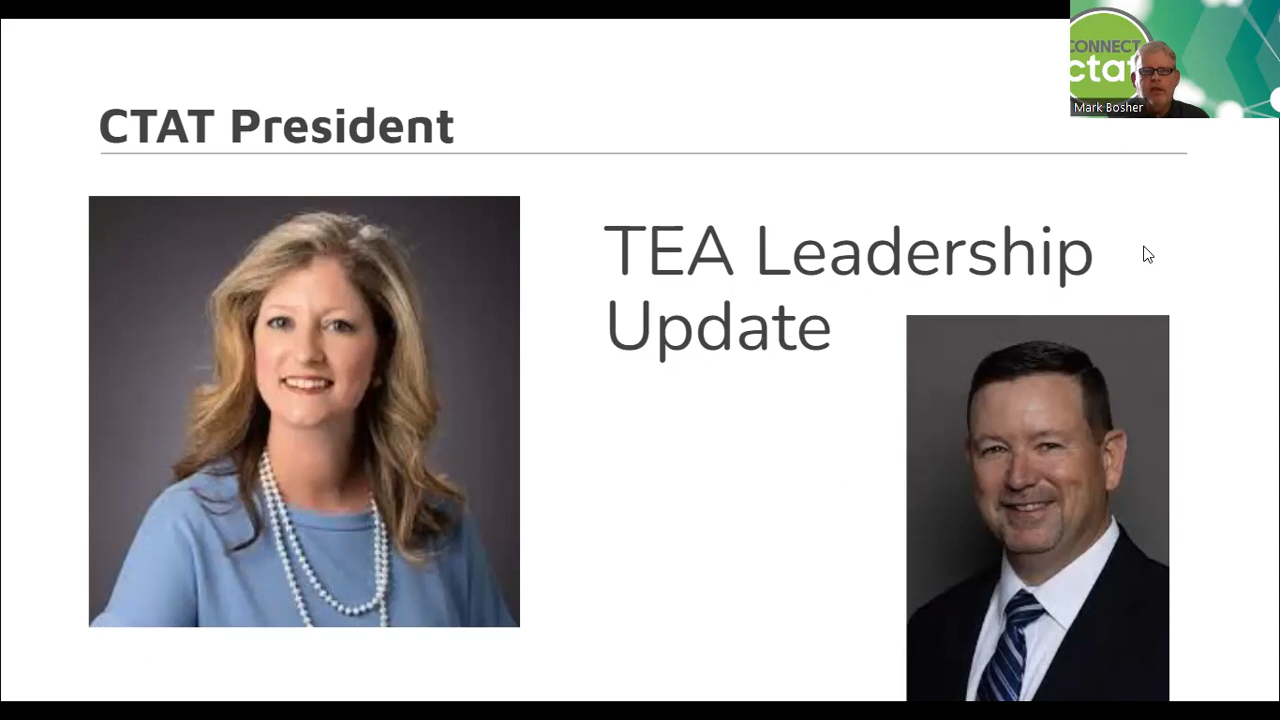 CTAT President
TEA Leadership
Update
CONNECT
ctat
Mark Bosher